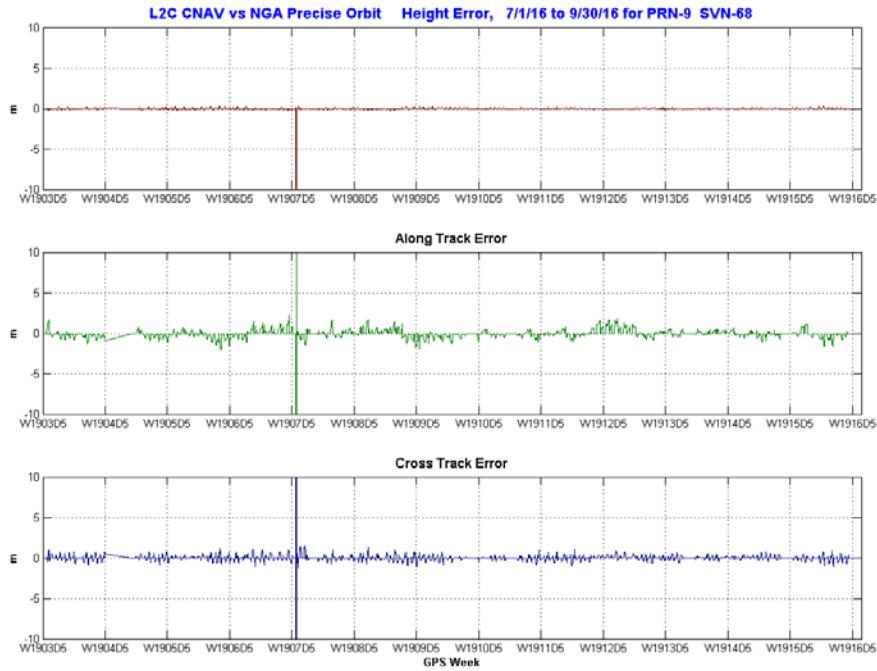 L2C CNAV vs NGA Precise Orbit Height Error, 7/1/16 to 9/30/16 for PRN-9 SVN-68
10
5
0
-5
-10
m
W1903D5 W1904D5 W1905D5 W1906D5 W1907D5 W1908D5 W1909D5 W1910D5 W1911D5 W1912D5 W1913D5 W1914D5 W1915D5 W1916D5
Along Track Error
10
5
0
-5
-10
m
W1903D5 W1904D5 W1905D5 W1906D5 W1907D5 W1908D5 W1909D5 W1910D5 W1911D5 W1912D5 W1913D5 W1914D5 W1915D5 W1916D5
Cross Track Error
10
5
0
-5
-10
m
W1903D5 W1904D5 W1905D5 W1906D5 W1907D5 W1908D5 W1909D5 W1910D5 W1911D5 W1912D5 W1913D5 W1914D5 W1915D5 W1916D5
GPS Week